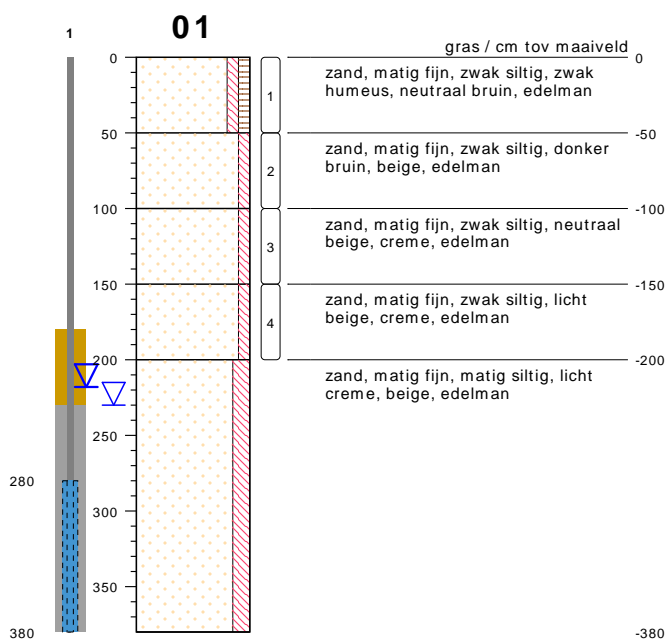 01
1
gras / cm tov maaiveld
0
0
zand, matig fijn, zwak siltig, zwak
humeus, neutraal bruin, edelman
1
50
-50
zand, matig fijn, zwak siltig, donker
bruin, beige, edelman
2
100
-100
zand, matig fijn, zwak siltig, neutraal
beige, creme, edelman
3
150
-150
zand, matig fijn, zwak siltig, licht
beige, creme, edelman
4
200
-200
zand, matig fijn, matig siltig, licht
creme, beige, edelman
250
280
300
350
380
-380